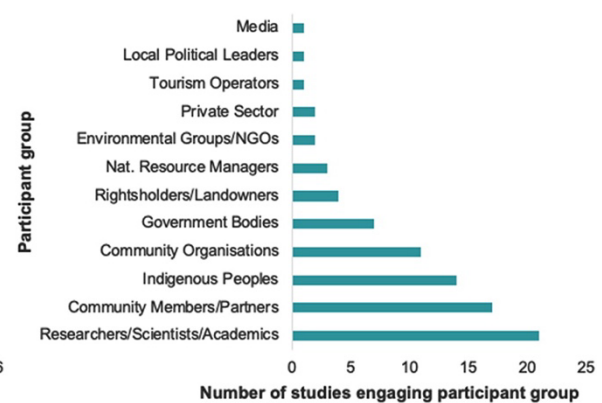 Media
Local Political Leaders
Tourism Operators
Private Sector
Environmental Groups/NGOs
Nat. Resource Managers
Rightsholders/Landowners
Government Bodies
Community Organisations
Indigenous Peoples
Community Members/Partners
Researchers/Scientists/Academics
Participant group
0 5 10 15 20 25
Number of studies engaging participant group